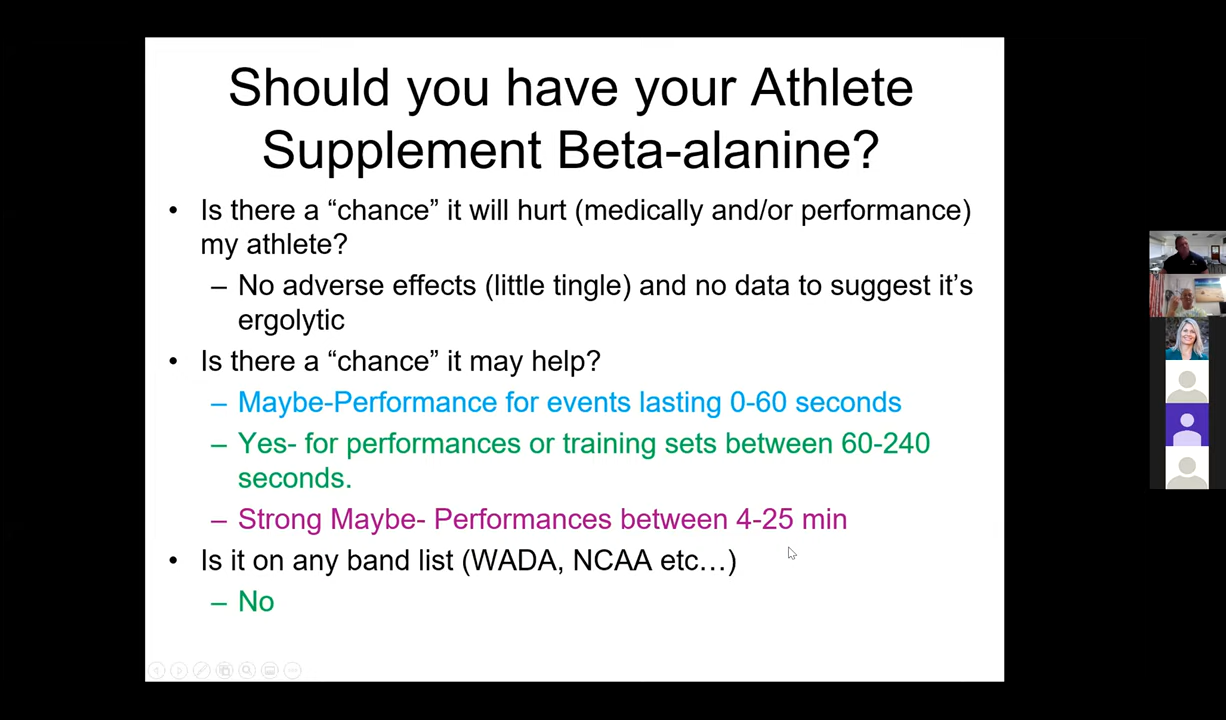 Should you have your Athlete
Supplement Beta-alanine?
• Is there a “chance” it will hurt (medically and/or performance)
my athlete?
– No adverse effects (little tingle) and no data to suggest it’s
ergolytic
• Is there a “chance” it may help?
– Maybe-Performance for events lasting 0-60 seconds
– Yes- for performances or training sets between 60-240
seconds.
– Strong Maybe- Performances between 4-25 min
• Is it on any band list (WADA, NCAA etc…)
– No